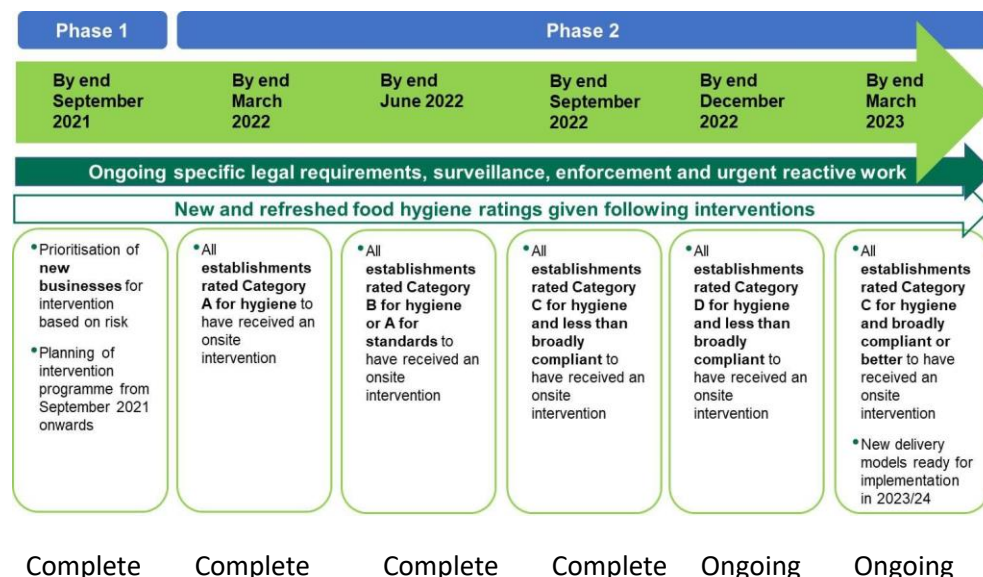 Phase 1
Phase 2
By end
September
2021
By end
March
2022
By end
June 2022
By end
September
2022
By end
December
2022
By end
March
2023
Ongoing specific legal requirements, surveillance, enforcement and urgent reactive work
New and refreshed food hygiene ratings given following interventions
• Prioritisation of
new
businesses for
intervention
based on risk
• Planning of
intervention
programme from
September 2021
onwards
• All
establishments
rated Category
A for hygiene to
have received an
onsite
intervention
• All
establishments
rated Category
B for hygiene
or A for
standards to
have received an
onsite
intervention
• All
establishments
rated Category
C for hygiene
and less than
broadly
compliant to
have received an
onsite
intervention
• All
establishments
rated Category
D for hygiene
and less than
broadly
compliant to
have received an
onsite
intervention
• All
establishments
rated Category
C for hygiene
and broadly
compliant or
better to have
received an
onsite
intervention
• New delivery
models ready for
implementation
in 2023/24
Complete Complete Complete Complete Ongoing Ongoing